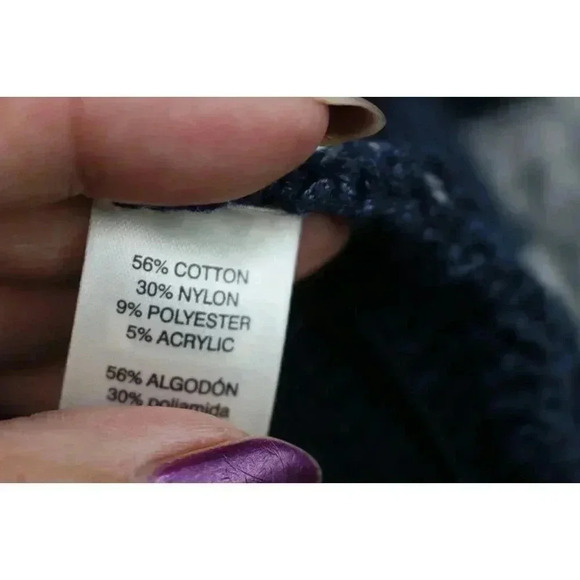 56% COTTON
30% NYLON
9% POLYESTER
5% ACRYLIC
56% ALGODÓN
30% poliamida